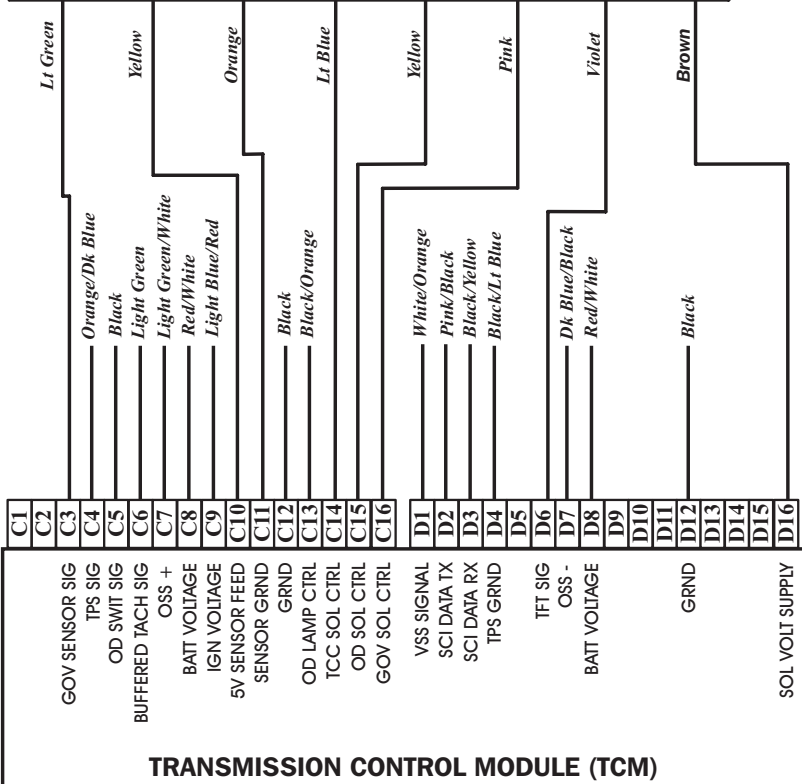 Lt Green
Yellow
Orange
Lt Blue
Yellow
Pink
Violet
Brown
Orange/Dk Blue
Black
Light Green
Light Green/White
Red/White
Light Blue/Red
Black
Black/Orange
White/Orange
Pink/Black
Black/Yellow
Black/Lt Blue
Dk Blue/Black
Red/White
Black
C1
C2
C3
C4
C5
C6
C7
C8
C9
C10
C11
C12
C13
C14
C15
C16
D1
D2
D3
D4
D5
D6
D7
D8
D9
D10
D11
D12
D13
D14
D15
D16
GOV SENSOR SIG
TPS SIG
OD SWIT SIG
BUFFERED TACH SIG
OSS +
BATT VOLTAGE
IGN VOLTAGE
5V SENSOR FEED
SENSOR GRND
GRND
OD LAMP CTRL
TCC SOL CTRL
OD SOL CTRL
GOV SOL CTRL
VSS SIGNAL
SCI DATA TX
SCI DATA RX
TPS GRND
TFT SIG
OSS -
BATT VOLTAGE
GRND
SOL VOLT SUPPLY
TRANSMISSION CONTROL MODULE (TCM)